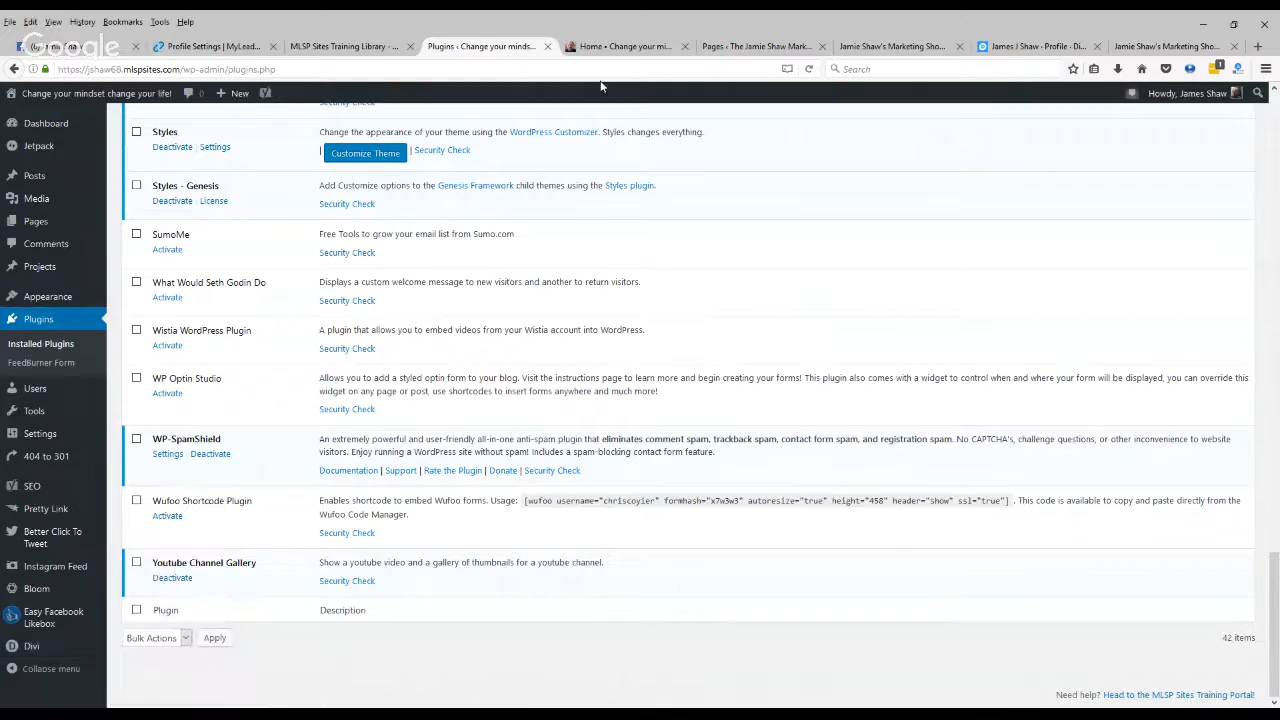 File Edit View History Bookmarks Tools Help
Google
Profile Settings | MyLead... × MLSP Sites Training Library - ... × Plugins ‹ Change your minds... × Home • Change your mi... × Pages ‹ The Jamie Shaw Mark... Jamie Shaw's Marketing Sho... × James J Shaw - Profile - Di... × Jamie Shaw's Marketing Sho... ×
https://jshaw68.mlspsites.com/wp-admin/plugins.php Search 1
Change your mindset change your life! 0 + New Howdy, James Shaw
Dashboard
Jetpack
Posts
Media
Pages
Comments
Projects
Appearance
Plugins
Installed Plugins
FeedBurner Form
Users
Tools
Settings
404 to 301
SEO
Pretty Link
Better Click To
Tweet
Instagram Feed
Bloom
Easy Facebook
Likebox
Divi
Collapse menu
Security Check
Styles Change the appearance of your theme using the WordPress Customizer. Styles changes everything.
Deactivate | Settings | Customize Theme | Security Check
Styles - Genesis Add Customize options to the Genesis Framework child themes using the Styles plugin.
Deactivate | License Security Check
SumoMe Free Tools to grow your email list from Sumo.com
Activate Security Check
What Would Seth Godin Do Displays a custom welcome message to new visitors and another to return visitors.
Activate Security Check
Wistia WordPress Plugin A plugin that allows you to embed videos from your Wistia account into WordPress.
Activate Security Check
WP Optin Studio Allows you to add a styled optin form to your blog. Visit the instructions page to learn more and begin creating your forms! This plugin also comes with a widget to control when and where your form will be displayed, you can override this
Activate widget on any page or post, use shortcodes to insert forms anywhere and much more!
Security Check
WP-SpamShield An extremely powerful and user-friendly all-in-one anti-spam plugin that eliminates comment spam, trackback spam, contact form spam, and registration spam. No CAPTCHA's, challenge questions, or other inconvenience to website
Settings | Deactivate visitors. Enjoy running a WordPress site without spam! Includes a spam-blocking contact form feature.
Documentation | Support | Rate the Plugin | Donate | Security Check
Wufoo Shortcode Plugin Enables shortcode to embed Wufoo forms. Usage: [wufoo username="chriscoyier" formhash="x7w3w3" autoresize="true" height="458" header="show" ssl="true"] . This code is available to copy and paste directly from the
Activate Wufoo Code Manager.
Security Check
Youtube Channel Gallery Show a youtube video and a gallery of thumbnails for a youtube channel.
Deactivate Security Check
Plugin Description
Bulk Actions Apply 42 items
Need help? Head to the MLSP Sites Training Portal!